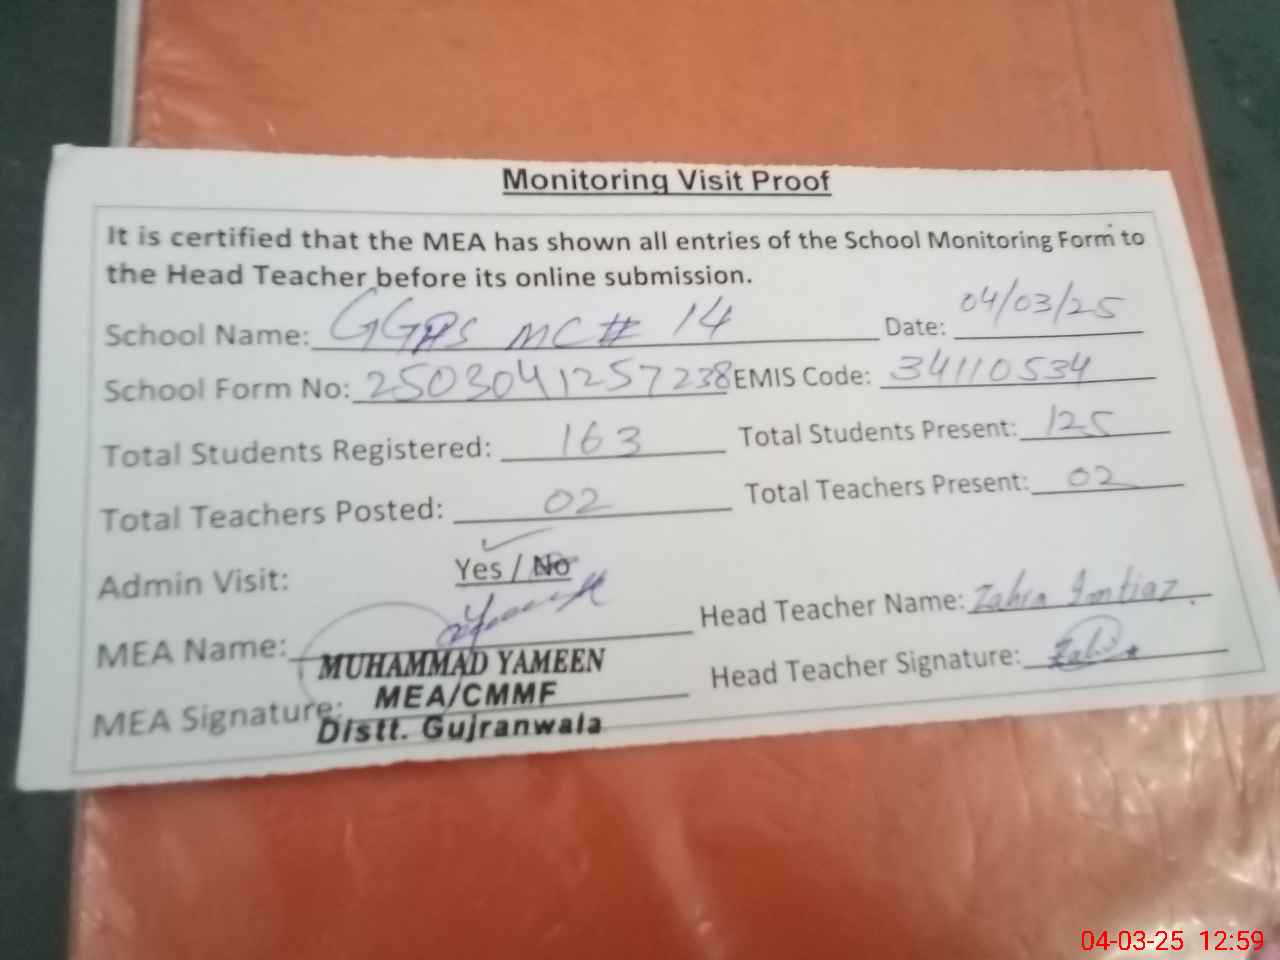 Monitoring Visit Proof
It is certified that the MEA has shown all entries of the School Monitoring Form to
the Head Teacher before its online submission.
School Name: GGPS MC# 14 Date: 04/03/25
School Form No: 2503041257238 EMIS Code: 34110534
Total Students Registered: 163 Total Students Present: 125
Total Teachers Posted: 02 Total Teachers Present: 02
Admin Visit: Yes / No
MEA Name: Head Teacher Name: Zahra Imtiaz.
MUHAMMAD YAMEEN
MEA Signature: MEA/CMMF Head Teacher Signature:
Distt. Gujranwala
04-03-25 12:59